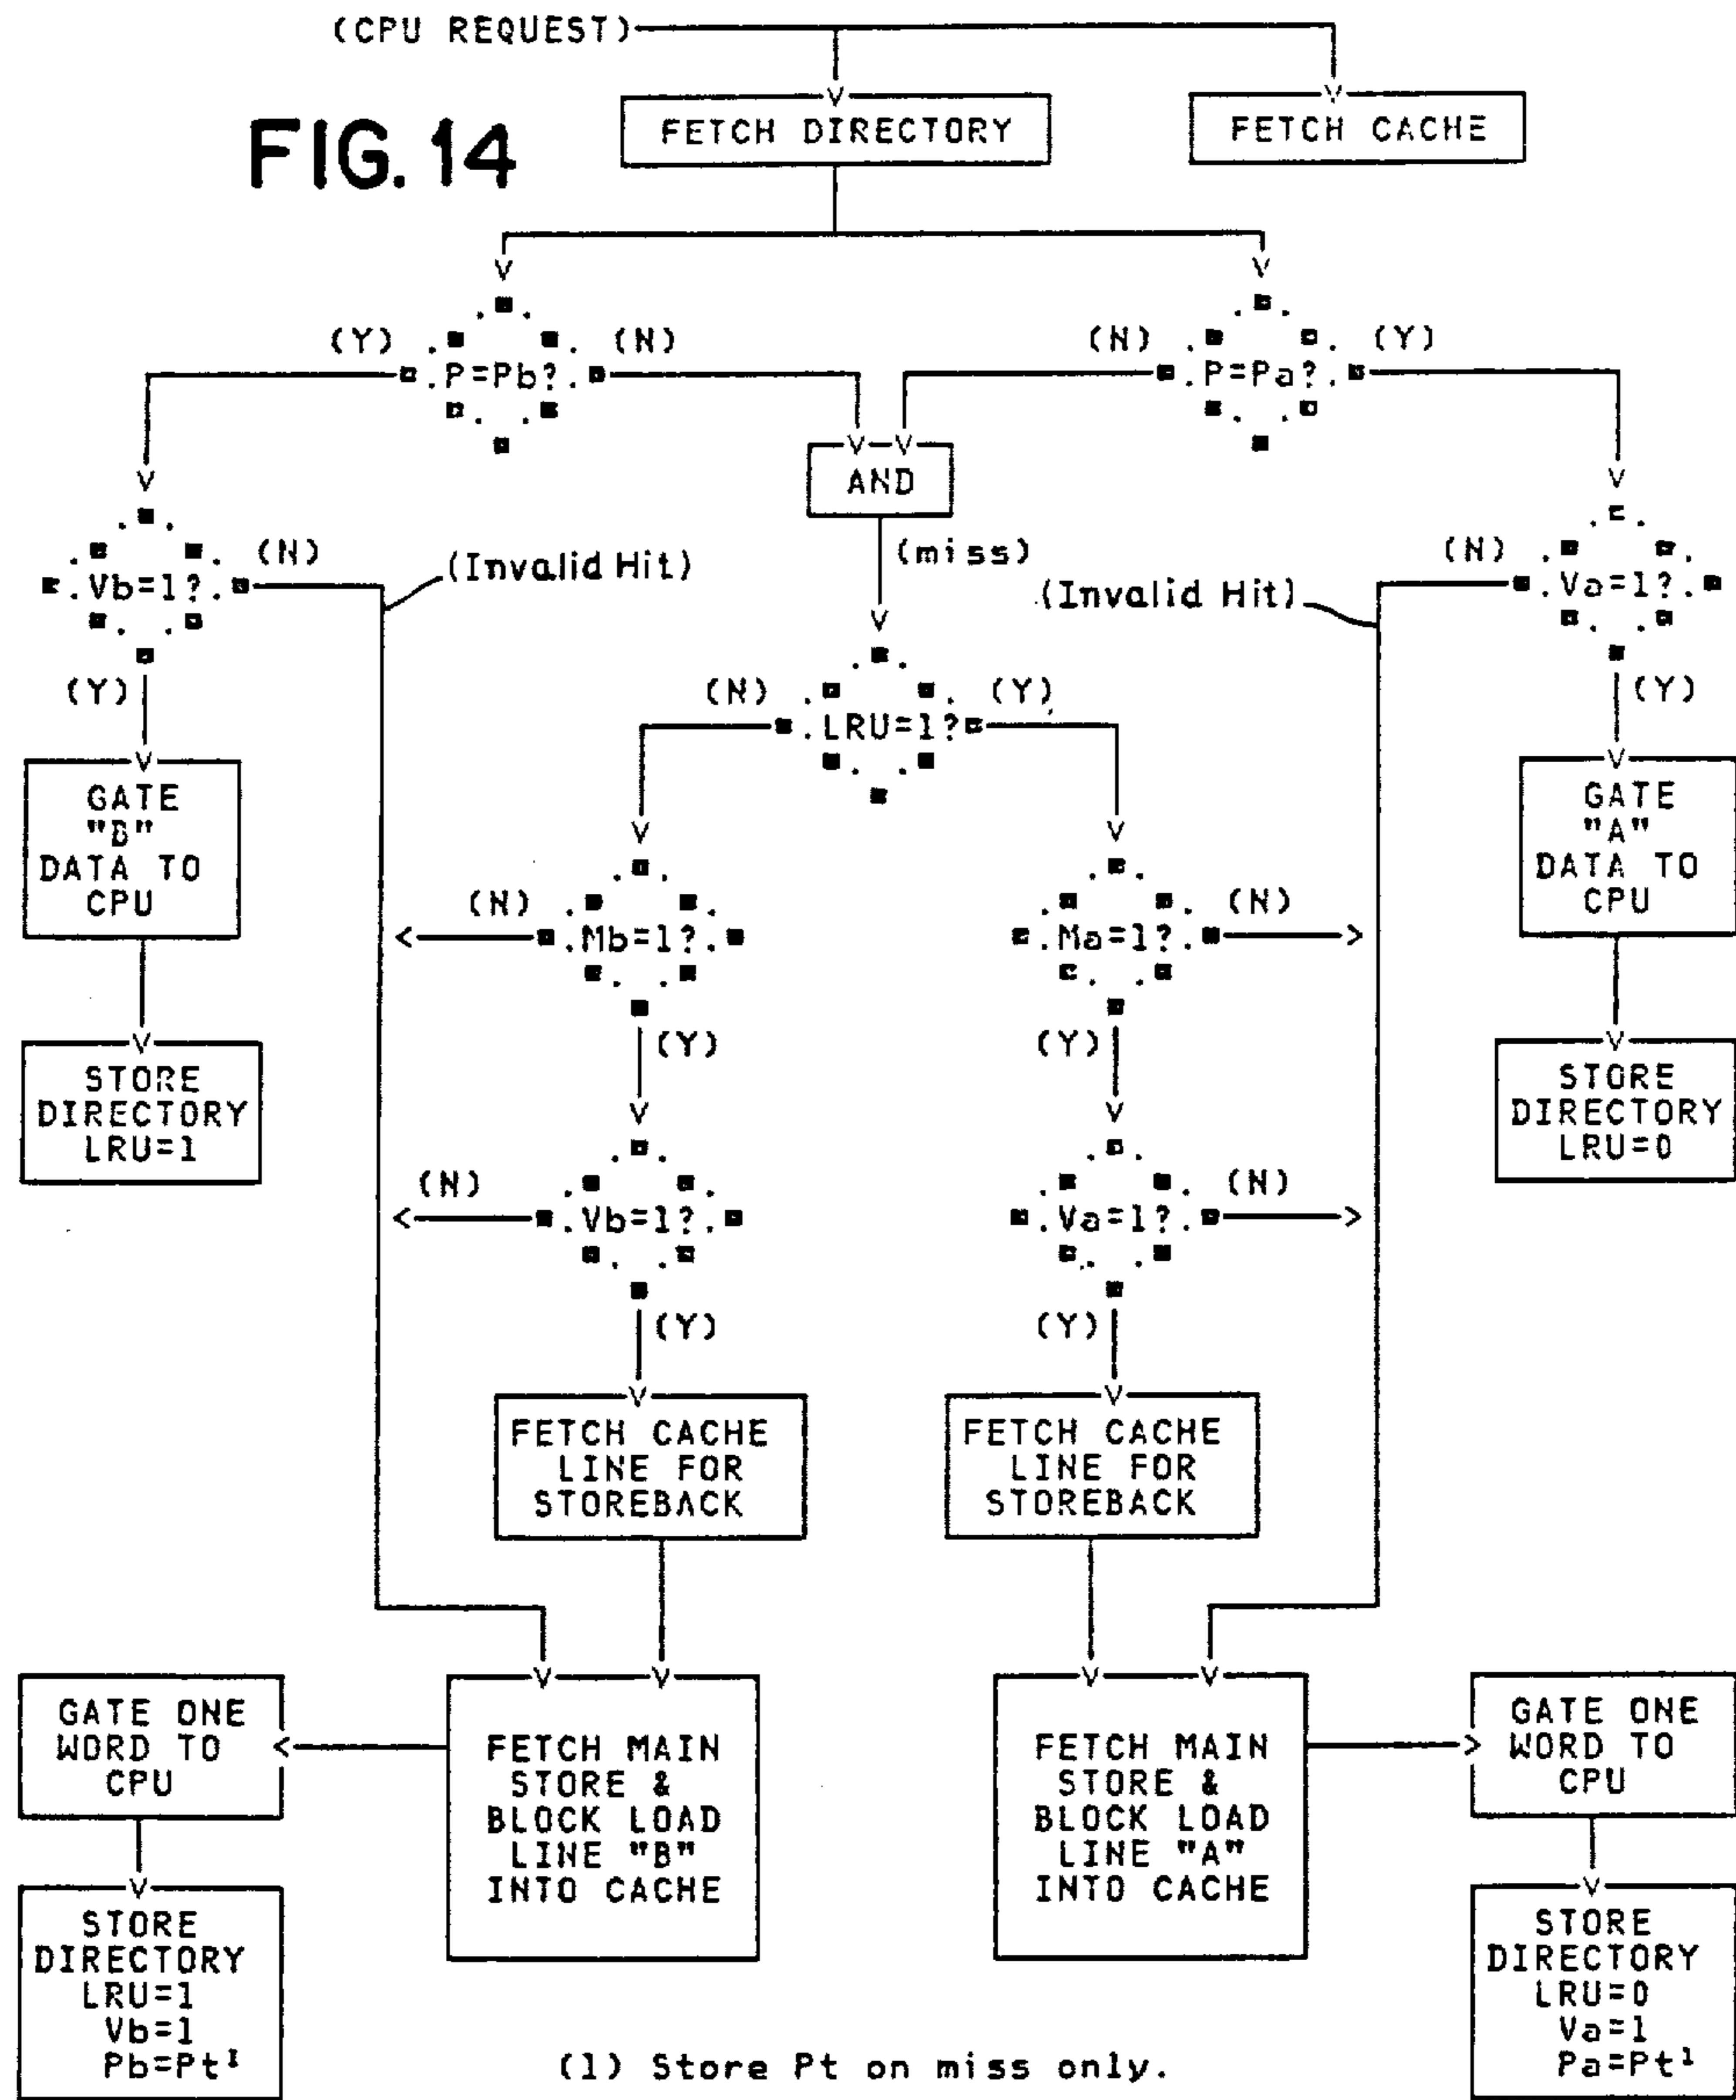 (CPU REQUEST)
FIG. 14
FETCH DIRECTORY
FETCH CACHE
(Y)
P=Pb?
(N)
(N)
P=Pa?
(Y)
AND
Vb=1?
(N)
(Invalid Hit)
(miss)
(Invalid Hit)
(N)
Va=1?
(Y)
(N)
LRU=1?
(Y)
(Y)
GATE
"B"
DATA TO
CPU
GATE
"A"
DATA TO
CPU
(N)
Mb=1?
Ma=1?
(N)
(Y)
(Y)
STORE
DIRECTORY
LRU=1
STORE
DIRECTORY
LRU=0
(N)
Vb=1?
Va=1?
(N)
(Y)
(Y)
FETCH CACHE
LINE FOR
STOREBACK
FETCH CACHE
LINE FOR
STOREBACK
GATE ONE
WORD TO
CPU
FETCH MAIN
STORE &
BLOCK LOAD
LINE "B"
INTO CACHE
FETCH MAIN
STORE &
BLOCK LOAD
LINE "A"
INTO CACHE
GATE ONE
WORD TO
CPU
STORE
DIRECTORY
LRU=1
Vb=1
Pb=Pt¹
STORE
DIRECTORY
LRU=0
Va=1
Pa=Pt¹
(1) Store Pt on miss only.